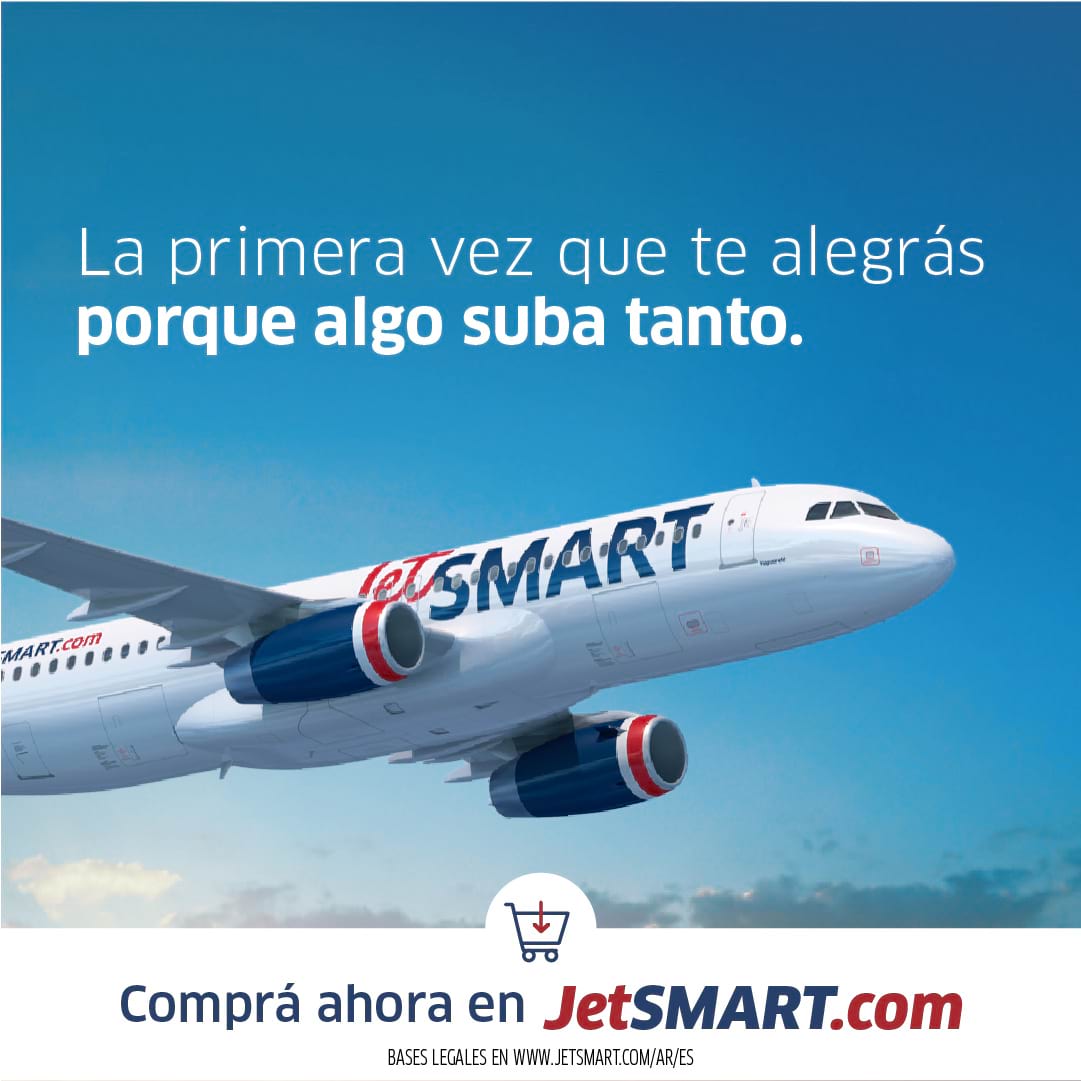 La primera vez que te alegrás
porque algo suba tanto.
JetSMART
SMART.com
Comprá ahora en JetSMART.com
BASES LEGALES EN WWW.JETSMART.COM/AR/ES